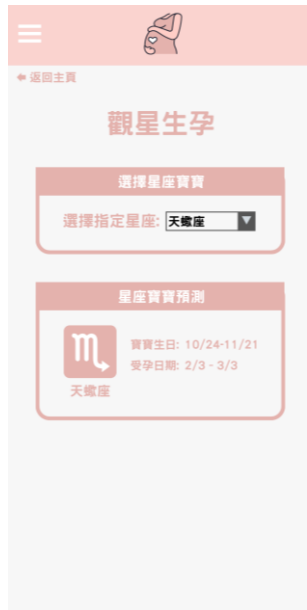 返回主頁
觀星生孕
選擇星座寶寶
選擇指定星座: 天蠍座
星座寶寶預測
寶寶生日: 10/24-11/21
受孕日期: 2/3 - 3/3
天蠍座